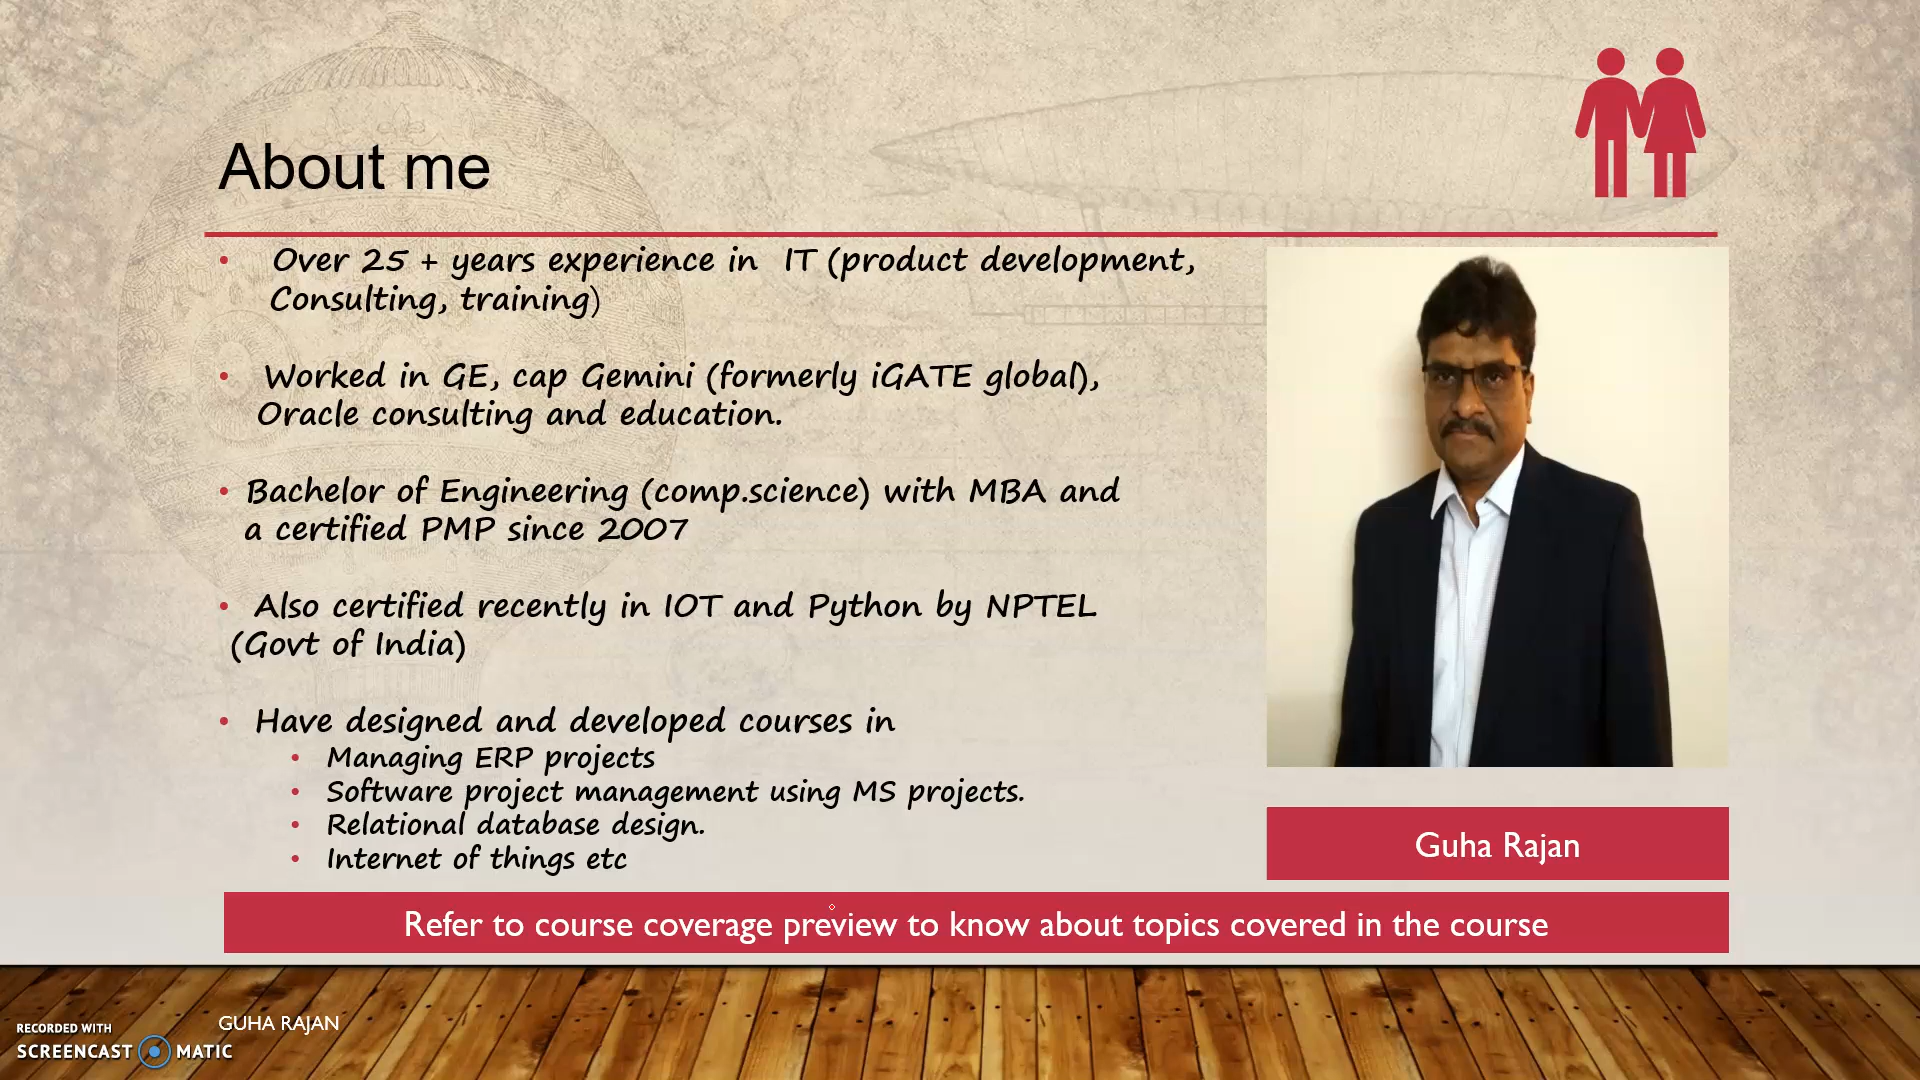 About me
• Over 25 + years experience in IT (product development,
Consulting, training)
• Worked in GE, cap Gemini (formerly iGATE global),
Oracle consulting and education.
• Bachelor of Engineering (comp.science) with MBA and
a certified PMP since 2007
• Also certified recently in IOT and Python by NPTEL
(Govt of India)
• Have designed and developed courses in
• Managing ERP projects
• Software project management using MS projects.
• Relational database design.
• Internet of things etc
Guha Rajan
Refer to course coverage preview to know about topics covered in the course
GUHA RAJAN
RECORDED WITH
SCREENCAST MATIC